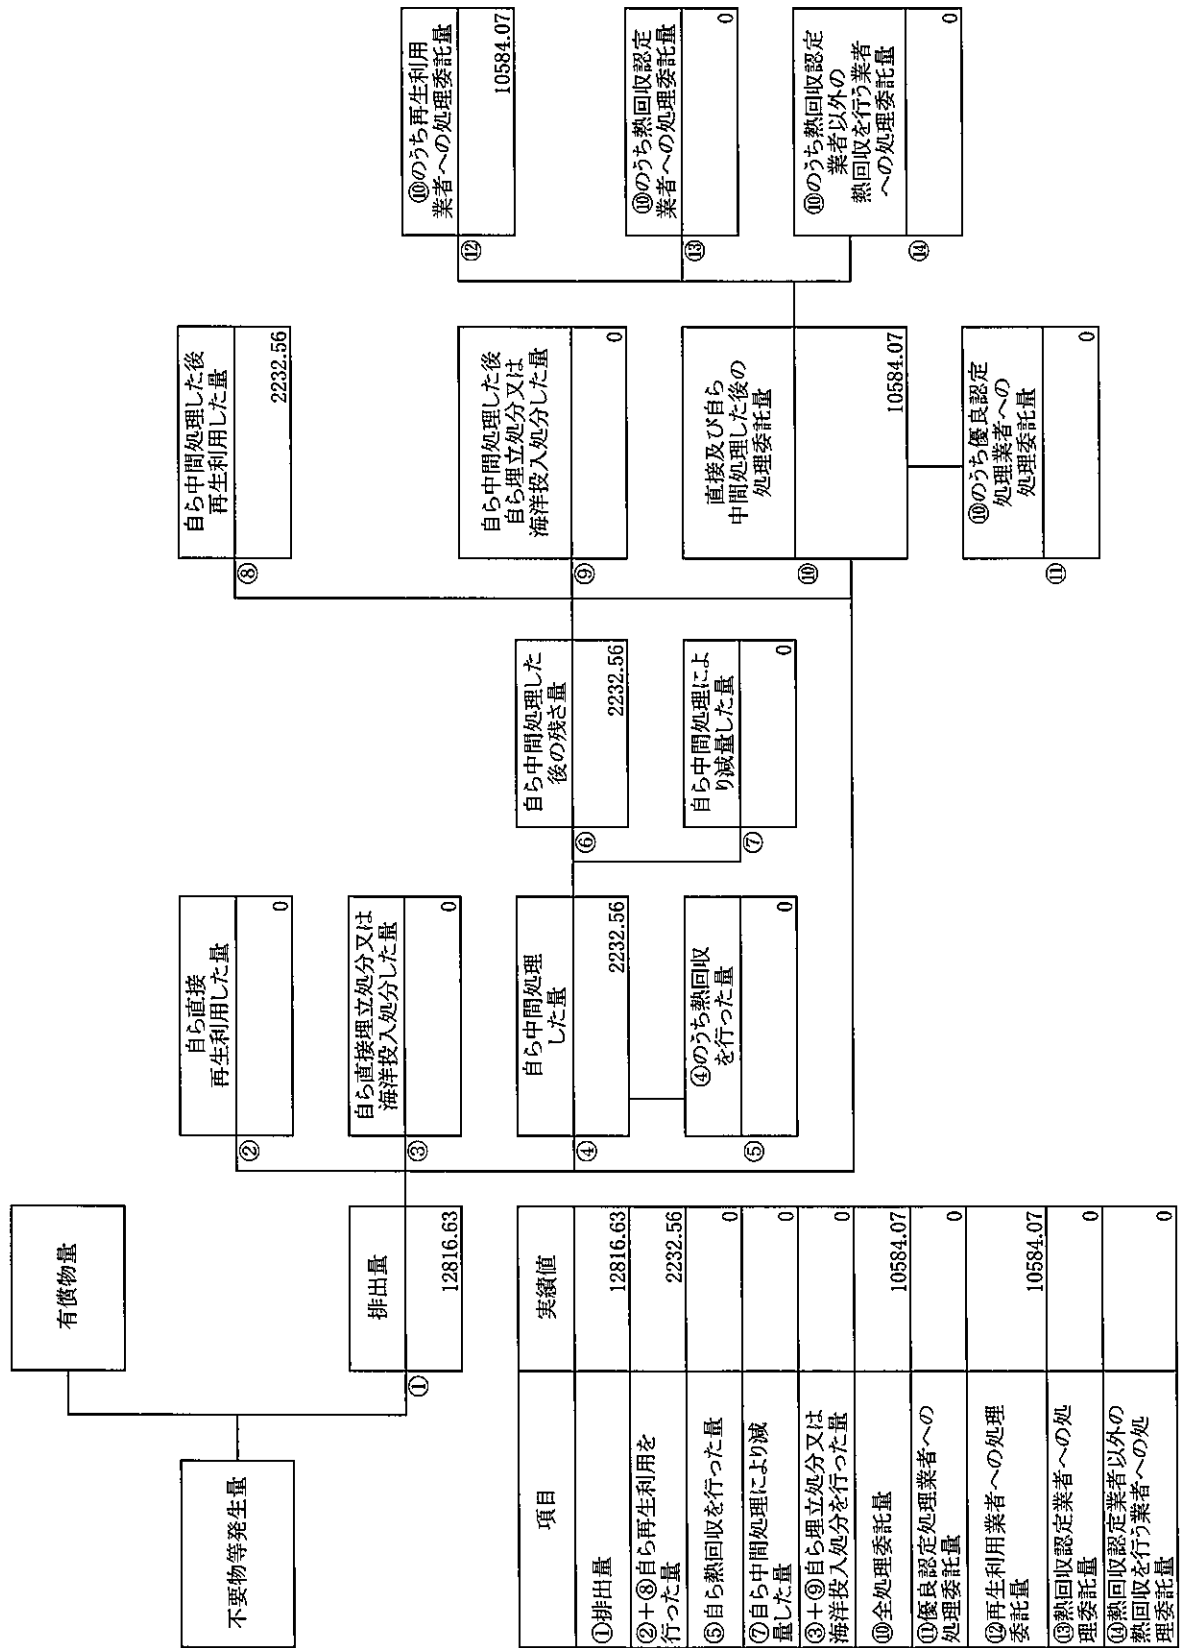 不要物等発生量
有償物量
排出量
①
12816.63
自ら直接
再生利用した量
②
0
自ら直接埋立処分又は
海洋投入処分した量
③
0
自ら中間処理
した量
④
2232.56
④のうち熱回収
を行った量
⑤
0
自ら中間処理した
後の残さ量
⑥
2232.56
自ら中間処理によ
り減量した量
⑦
0
自ら中間処理した後
再生利用した量
⑧
2232.56
自ら中間処理した後
自ら埋立処分又は
海洋投入処分した量
⑨
0
直接及び自ら
中間処理した後の
処理委託量
⑩
10584.07
⑩のうち優良認定
処理業者への
処理委託量
⑪
0
⑩のうち再生利用
業者への処理委託量
⑫
10584.07
⑩のうち熱回収認定
業者への処理委託量
⑬
0
⑩のうち熱回収認定
業者以外の
熱回収を行う業者
への処理委託量
⑭
0
項目 実績値
①排出量 12816.63
②+⑧自ら再生利用を
行った量 2232.56
⑤自ら熱回収を行った量 0
⑦自ら中間処理により減
量した量 0
③+⑨自ら埋立処分又は
海洋投入処分を行った量 0
⑩全処理委託量 10584.07
⑪優良認定処理業者への
処理委託量 0
⑫再生利用業者への処理
委託量 10584.07
⑬熱回収認定業者への処
理委託量 0
⑭熱回収認定業者以外の
熱回収を行う業者への処
理委託量 0